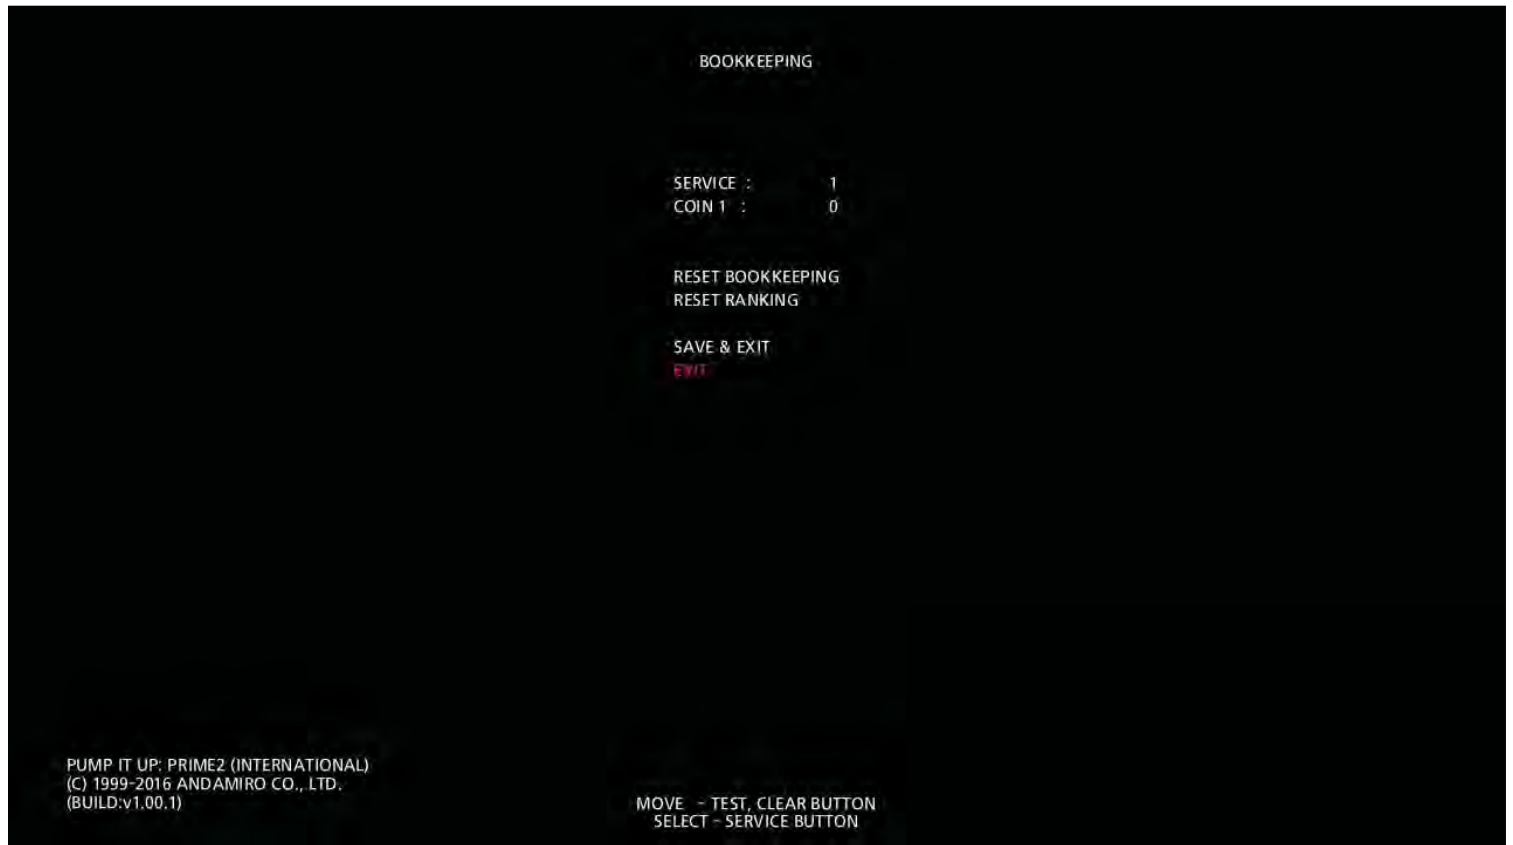 BOOKKEEPING
SERVICE : 1
COIN 1 : 0
RESET BOOKKEEPING
RESET RANKING
SAVE & EXIT
EXIT
PUMP IT UP: PRIME2 (INTERNATIONAL)
(C) 1999-2016 ANDAMIRO CO., LTD.
(BUILD:v1.00.1)
MOVE - TEST, CLEAR BUTTON
SELECT - SERVICE BUTTON